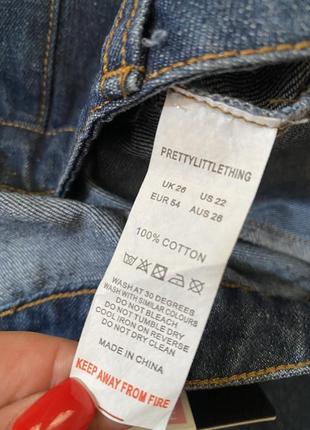 PRETTYLITTLETHING
UK 26 US 22
EUR 54 AUS 26
100% COTTON
WASH AT 30 DEGREES
WASH WITH SIMILAR COLOURS
DO NOT BLEACH
DO NOT TUMBLE DRY
COOL IRON ON REVERSE
DO NOT DRY CLEAN
MADE IN CHINA
KEEP AWAY FROM FIRE